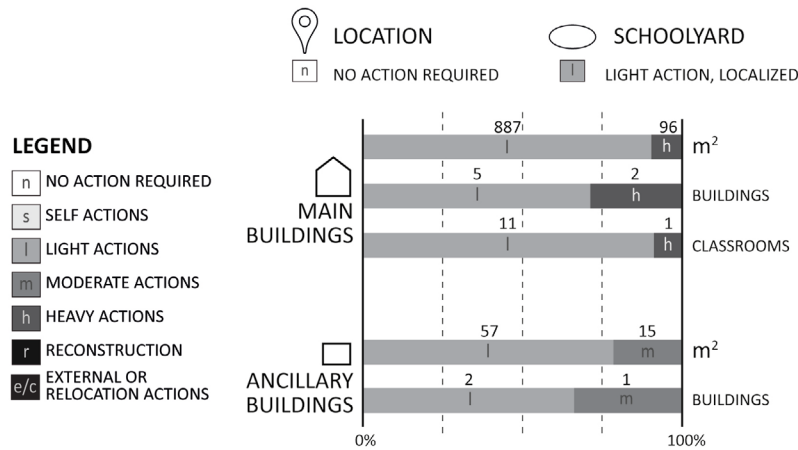 LOCATION
SCHOOLYARD
n NO ACTION REQUIRED
l LIGHT ACTION, LOCALIZED
LEGEND
n NO ACTION REQUIRED
s SELF ACTIONS
l LIGHT ACTIONS
m MODERATE ACTIONS
h HEAVY ACTIONS
r RECONSTRUCTION
e/c EXTERNAL OR
RELOCATION ACTIONS
MAIN
BUILDINGS
887 96
l h m²
5 2
l h BUILDINGS
11 1
l h CLASSROOMS
ANCILLARY
BUILDINGS
57 15
l m m²
2 1
l m BUILDINGS
0% 100%